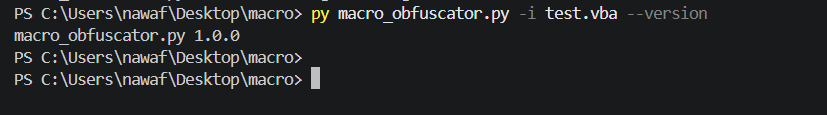 PS C:\Users\nawaf\Desktop\macro> py macro_obfuscator.py -i test.vba --version
macro_obfuscator.py 1.0.0
PS C:\Users\nawaf\Desktop\macro>
PS C:\Users\nawaf\Desktop\macro>